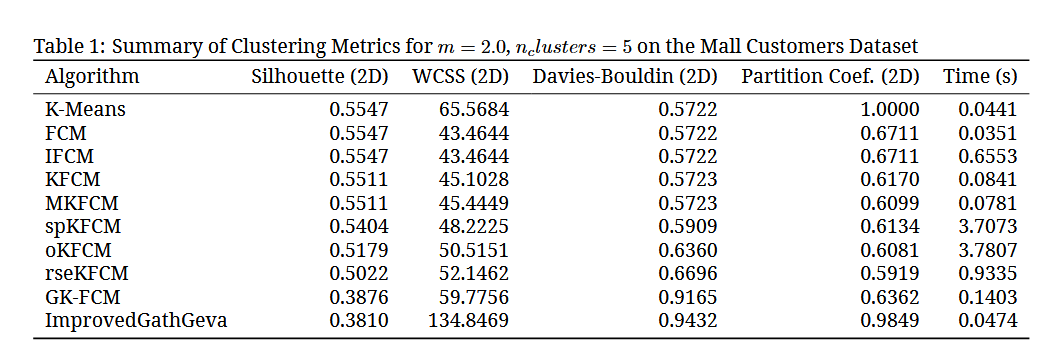 Table 1: Summary of Clustering Metrics for m = 2.0, n_clusters = 5 on the Mall Customers Dataset
Algorithm Silhouette (2D) WCSS (2D) Davies-Bouldin (2D) Partition Coef. (2D) Time (s)
K-Means 0.5547 65.5684 0.5722 1.0000 0.0441
FCM 0.5547 43.4644 0.5722 0.6711 0.0351
IFCM 0.5547 43.4644 0.5722 0.6711 0.6553
KFCM 0.5511 45.1028 0.5723 0.6170 0.0841
MKFCM 0.5511 45.4449 0.5723 0.6099 0.0781
spKFCM 0.5404 48.2225 0.5909 0.6134 3.7073
oKFCM 0.5179 50.5151 0.6360 0.6081 3.7807
rseKFCM 0.5022 52.1462 0.6696 0.5919 0.9335
GK-FCM 0.3876 59.7756 0.9165 0.6362 0.1403
ImprovedGathGeva 0.3810 134.8469 0.9432 0.9849 0.0474